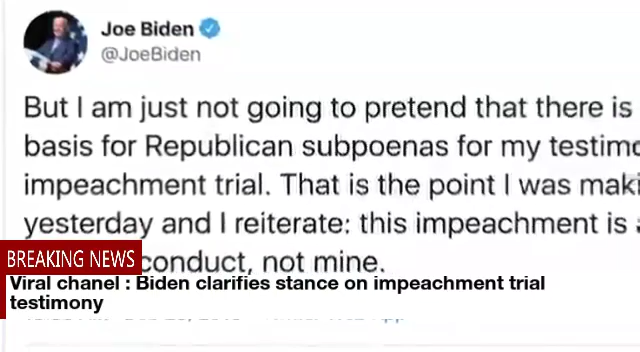 Joe Biden
@JoeBiden
But I am just not going to pretend that there is
basis for Republican subpoenas for my
impeachment trial. That is the point I was
yesterday and I reiterate: this impeachment is
conduct, not mine.
BREAKING NEWS
Viral chanel : Biden clarifies stance on impeachment trial
testimony